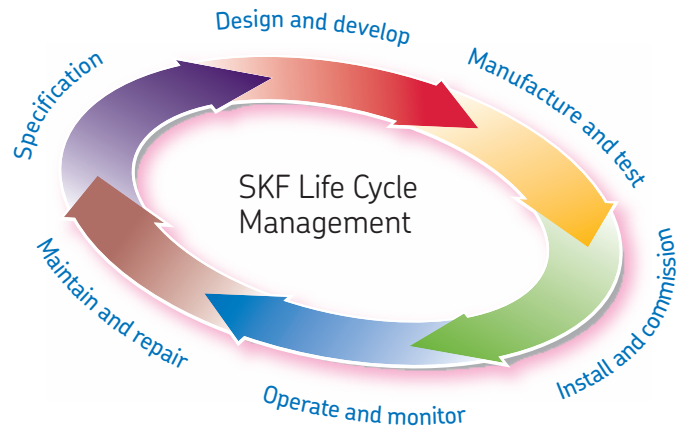 Design and develop
Manufacture and test
Specification
SKF Life Cycle
Management
Install and commission
Maintain and repair
Operate and monitor